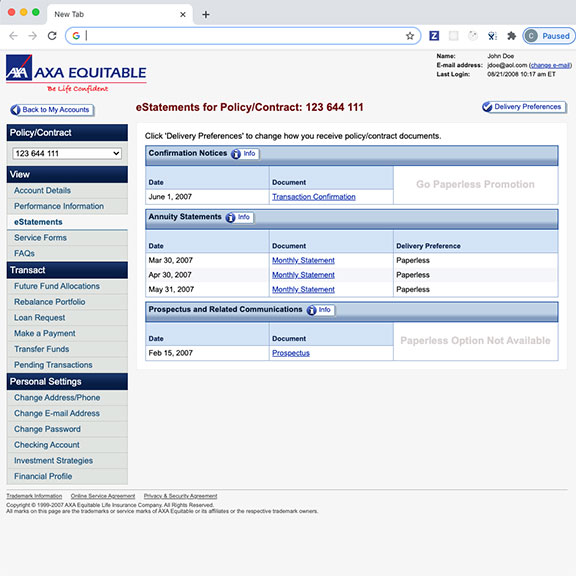 New Tab
Paused
AXA
AXA EQUITABLE
Be Life Confident
Name: John Doe
E-mail address: jdoe@aol.com (change e-mail)
Last Login: 08/21/2008 10:17 am ET
Back to My Accounts
eStatements for Policy/Contract: 123 644 111
Delivery Preferences
Policy/Contract
123 644 111
View
Account Details
Performance Information
eStatements
Service Forms
FAQs
Transact
Future Fund Allocations
Rebalance Portfolio
Loan Request
Make a Payment
Transfer Funds
Pending Transactions
Personal Settings
Change Address/Phone
Change E-mail Address
Change Password
Checking Account
Investment Strategies
Financial Profile
Click 'Delivery Preferences' to change how you receive policy/contract documents.
Confirmation Notices Info
Date Document
Go Paperless Promotion
June 1, 2007 Transaction Confirmation
Annuity Statements Info
Date Document Delivery Preference
Mar 30, 2007 Monthly Statement Paperless
Apr 30, 2007 Monthly Statement Paperless
May 31, 2007 Monthly Statement Paperless
Prospectus and Related Communications Info
Date Document
Paperless Option Not Available
Feb 15, 2007 Prospectus
Trademark Information Online Service Agreement Privacy & Security Agreement
Copyright © 1999-2007 AXA Equitable Life Insurance Company. All Rights Reserved.
All marks on this page are the trademarks or service marks of AXA Equitable or its affiliates or the respective trademark owners.